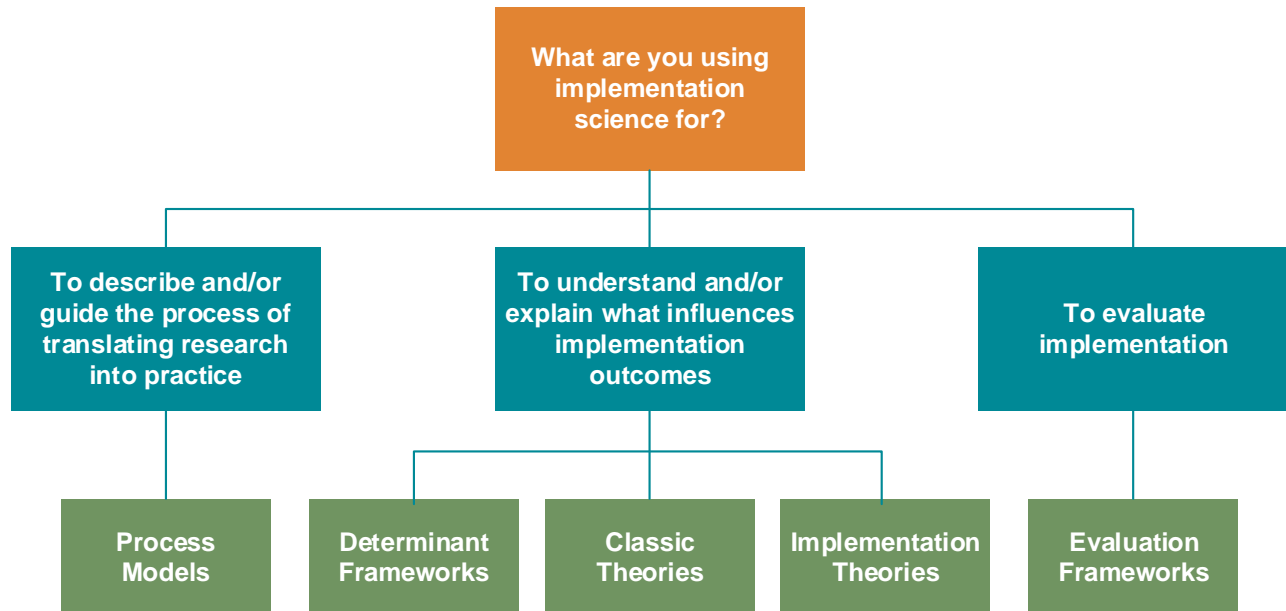 What are you using
implementation
science for?
To describe and/or
guide the process of
translating research
into practice
To understand and/or
explain what influences
implementation
outcomes
To evaluate
implementation
Process
Models
Determinant
Frameworks
Classic
Theories
Implementation
Theories
Evaluation
Frameworks